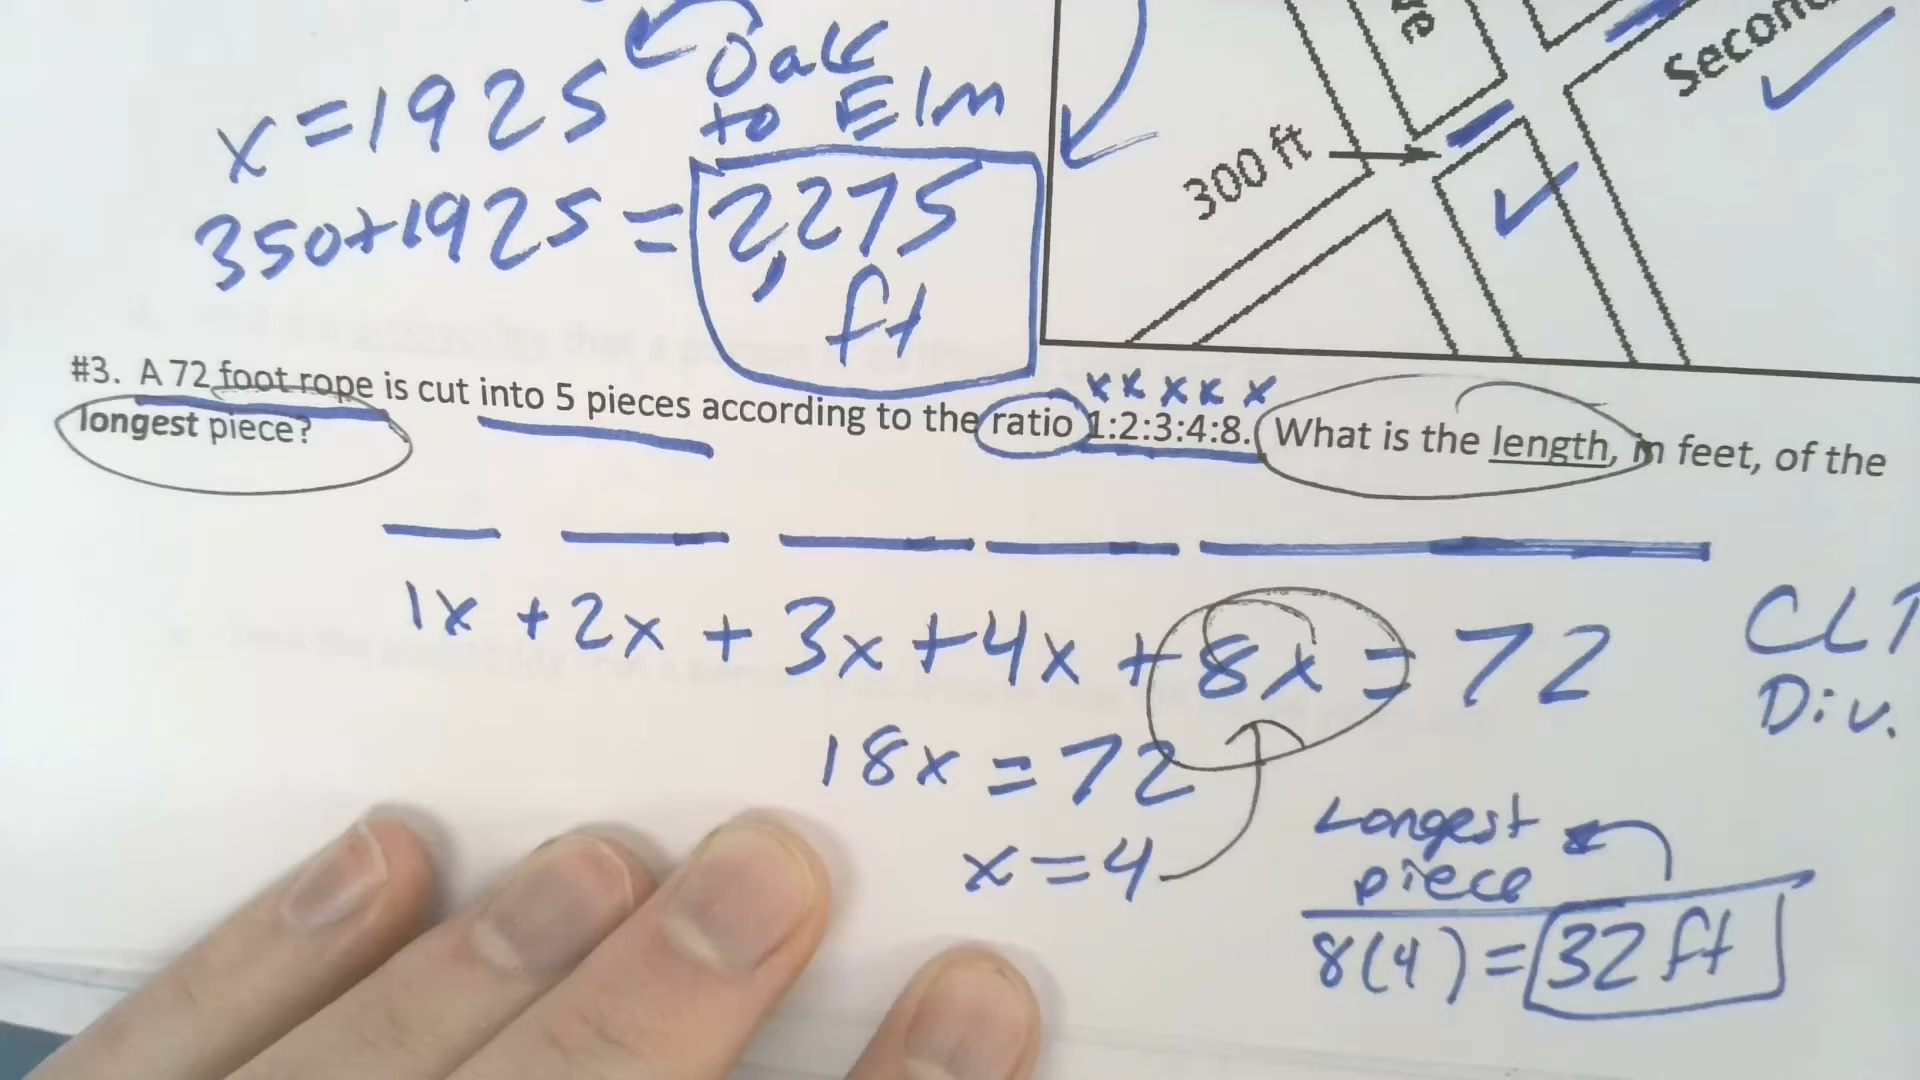 x=1925
Oak
to Elm
350+1925=2,275
ft
300 ft
#3. A 72 foot rope is cut into 5 pieces according to the ratio 1:2:3:4:8. What is the length, in feet, of the
x x x x x
longest piece?
1x +2x + 3x +4x +8x = 72
18x = 72
x=4
CLT
Div.
Longest
piece
8(4)=32 ft